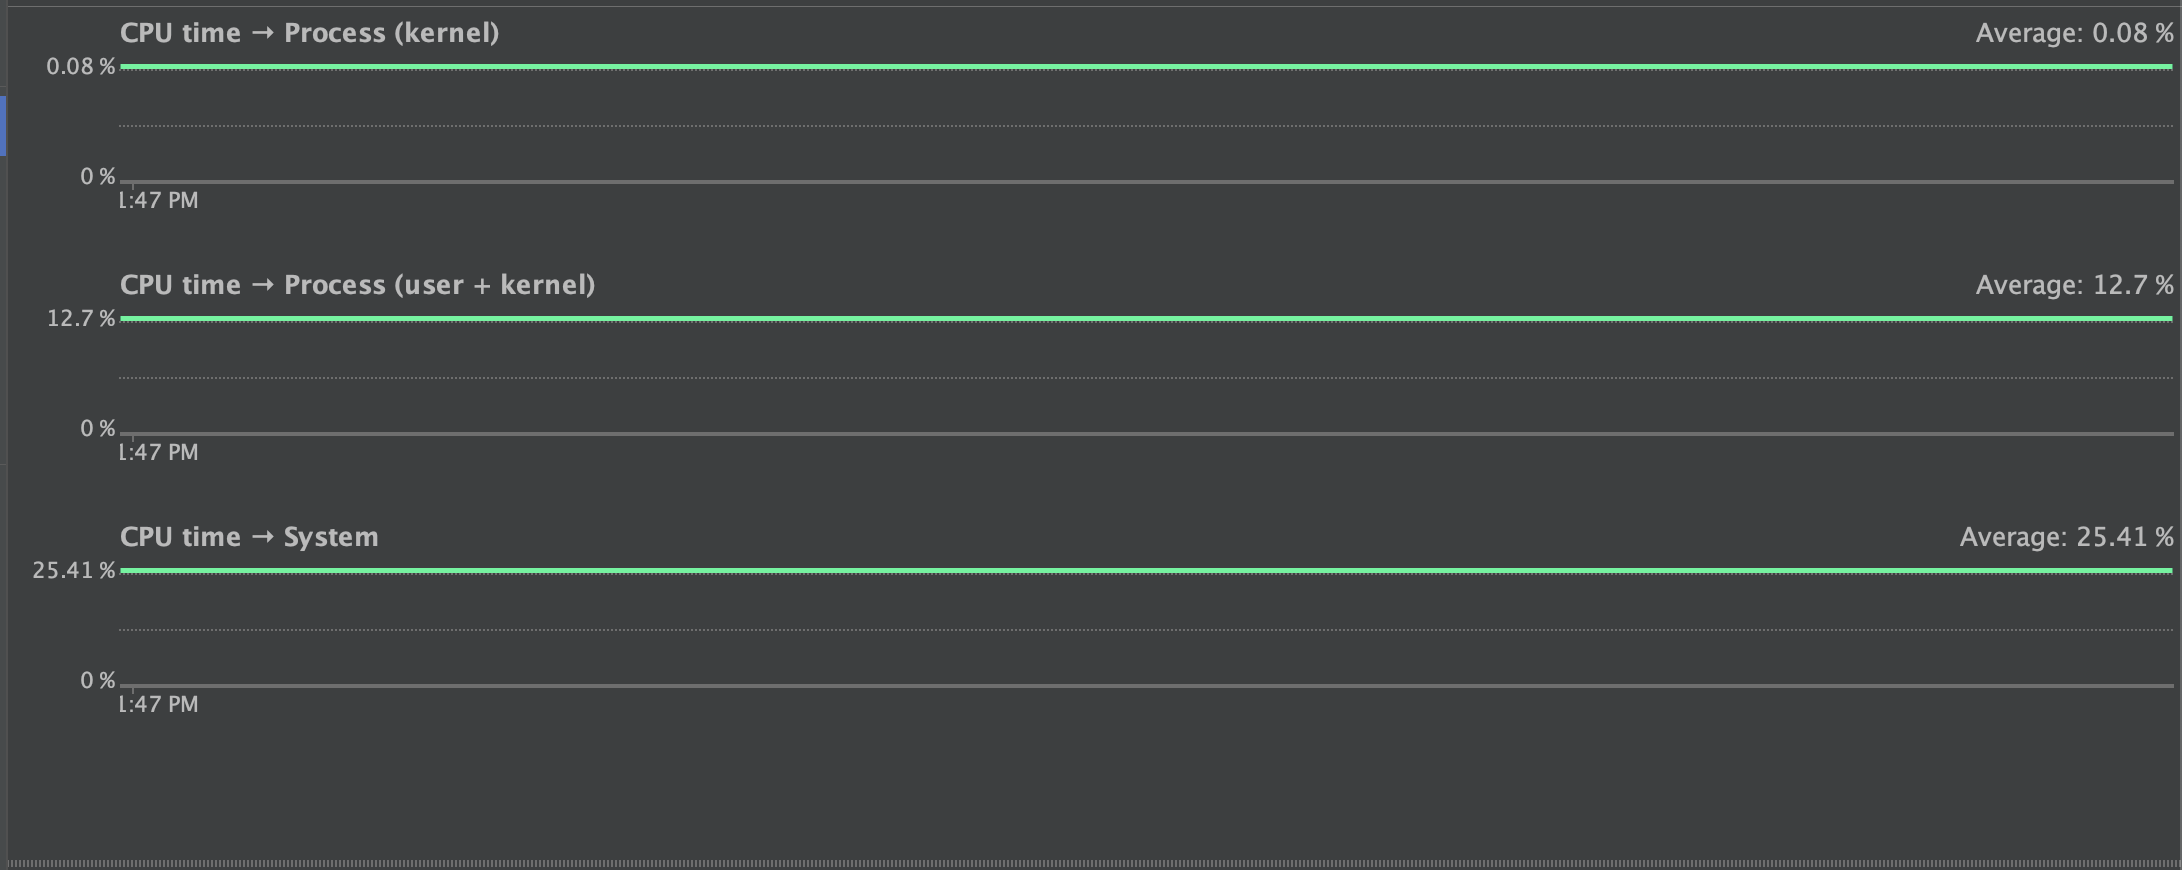 CPU time → Process (kernel) Average: 0.08 %
0.08 %
0 %
1:47 PM
CPU time → Process (user + kernel) Average: 12.7 %
12.7 %
0 %
1:47 PM
CPU time → System Average: 25.41 %
25.41 %
0 %
1:47 PM